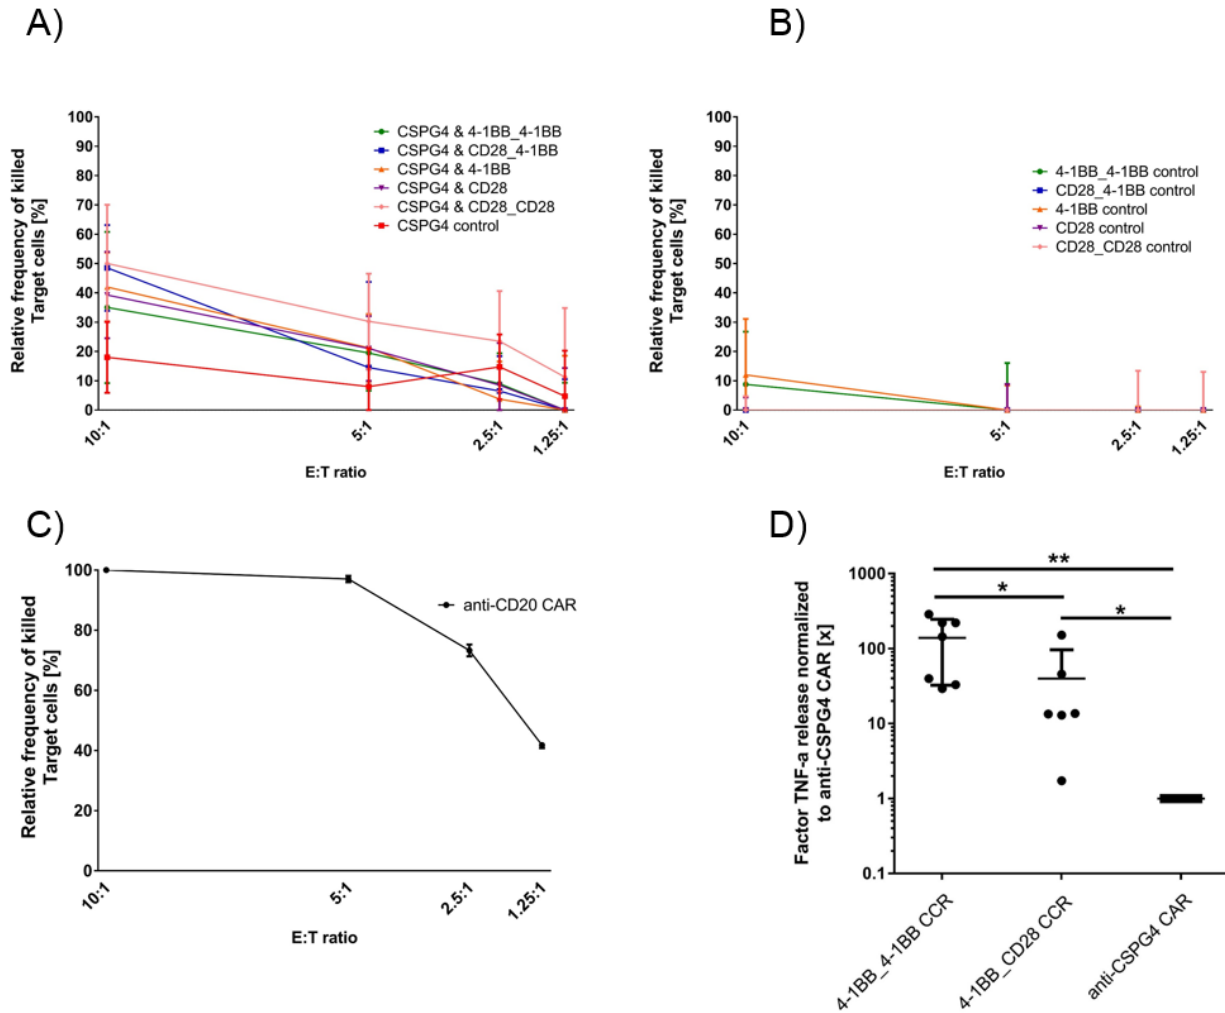 A)
Relative frequency of killed
Target cells [%]
100
90
80
70
60
50
40
30
20
10
0
CSPG4 & 4-1BB_4-1BB
CSPG4 & CD28_4-1BB
CSPG4 & 4-1BB
CSPG4 & CD28
CSPG4 & CD28_CD28
CSPG4 control
10:1
5:1
2.5:1
1.25:1
E:T ratio
B)
Relative frequency of killed
Target cells [%]
100
90
80
70
60
50
40
30
20
10
0
4-1BB_4-1BB control
CD28_4-1BB control
4-1BB control
CD28 control
CD28_CD28 control
10:1
5:1
2.5:1
1.25:1
E:T ratio
C)
Relative frequency of killed
Target cells [%]
100
80
60
40
20
0
anti-CD20 CAR
10:1
5:1
2.5:1
1.25:1
E:T ratio
D)
Factor TNF-a release normalized
to anti-CSPG4 CAR [x]
1000
100
10
1
0.1
**
*
*
4-1BB_4-1BB CCR
4-1BB_CD28 CCR
anti-CSPG4 CAR